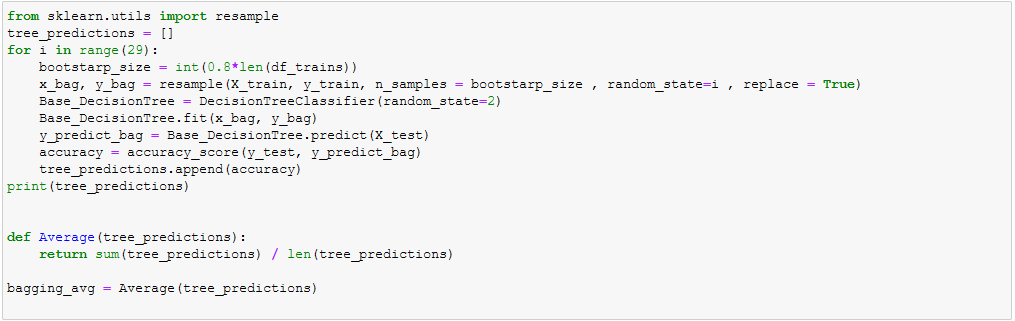 from sklearn.utils import resample
tree_predictions = []
for i in range(29):
    bootstarp_size = int(0.8*len(df_trains))
    x_bag, y_bag = resample(X_train, y_train, n_samples = bootstarp_size , random_state=i , replace = True)
    Base_DecisionTree = DecisionTreeClassifier(random_state=2)
    Base_DecisionTree.fit(x_bag, y_bag)
    y_predict_bag = Base_DecisionTree.predict(X_test)
    accuracy = accuracy_score(y_test, y_predict_bag)
    tree_predictions.append(accuracy)
print(tree_predictions)
def Average(tree_predictions):
    return sum(tree_predictions) / len(tree_predictions)
bagging_avg = Average(tree_predictions)